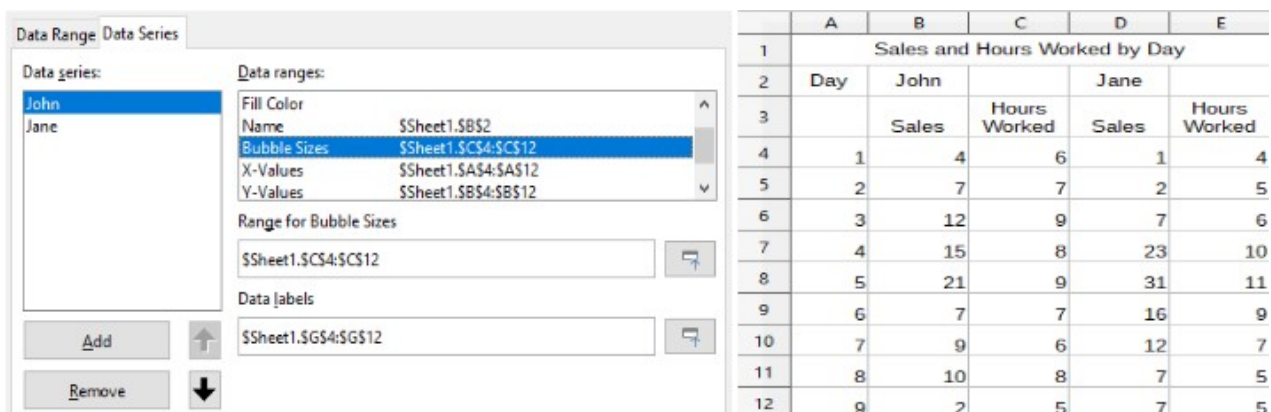 Data Range Data Series
Data series:
John
Jane
Add
Remove
Data ranges:
Fill Color
Name $Sheet1.$B$2
Bubble Sizes $Sheet1.$C$4:$C$12
X-Values $Sheet1.$A$4:$A$12
Y-Values $Sheet1.$B$4:$B$12
Range for Bubble Sizes
$Sheet1.$C$4:$C$12
Data labels
$Sheet1.$G$4:$G$12
A B C D E
1 Sales and Hours Worked by Day
2 Day John Jane
3 Sales Hours Worked Sales Hours Worked
4 1 4 6 1 4
5 2 7 7 2 5
6 3 12 9 7 6
7 4 15 8 23 10
8 5 21 9 31 11
9 6 7 7 16 9
10 7 9 6 12 7
11 8 10 8 7 5
12 9 2 5 7 5